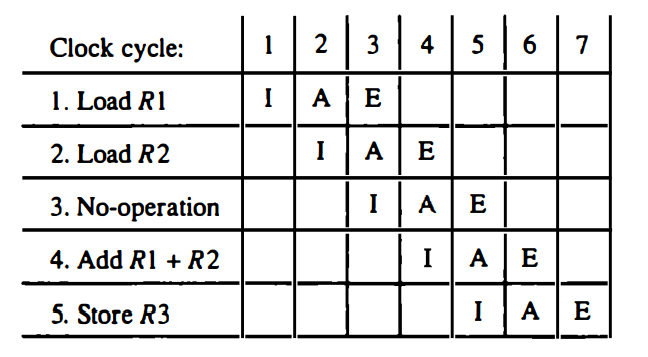 Clock cycle: 1 2 3 4 5 6 7
1. Load R1 I A E
2. Load R2 I A E
3. No-operation I A E
4. Add R1 + R2 I A E
5. Store R3 I A E